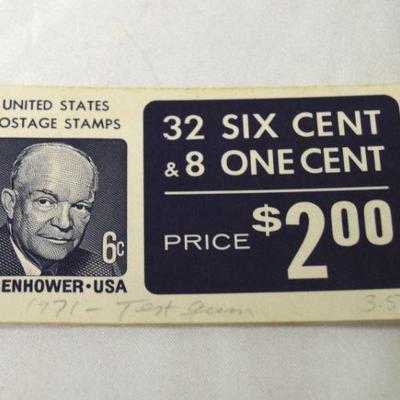 UNITED STATES
OSTAGE STAMPS
6c
ENHOWER·USA
32 SIX CENT
& 8 ONE CENT
PRICE $2.00
1971 - Test Gum 3.5